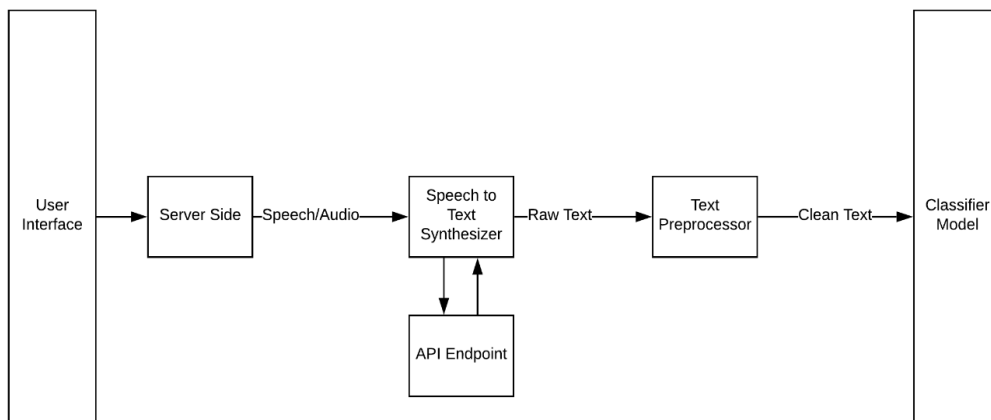 User
Interface
Server Side
Speech/Audio
Speech to
Text
Synthesizer
Raw Text
Text
Preprocessor
Clean Text
Classifier
Model
API Endpoint